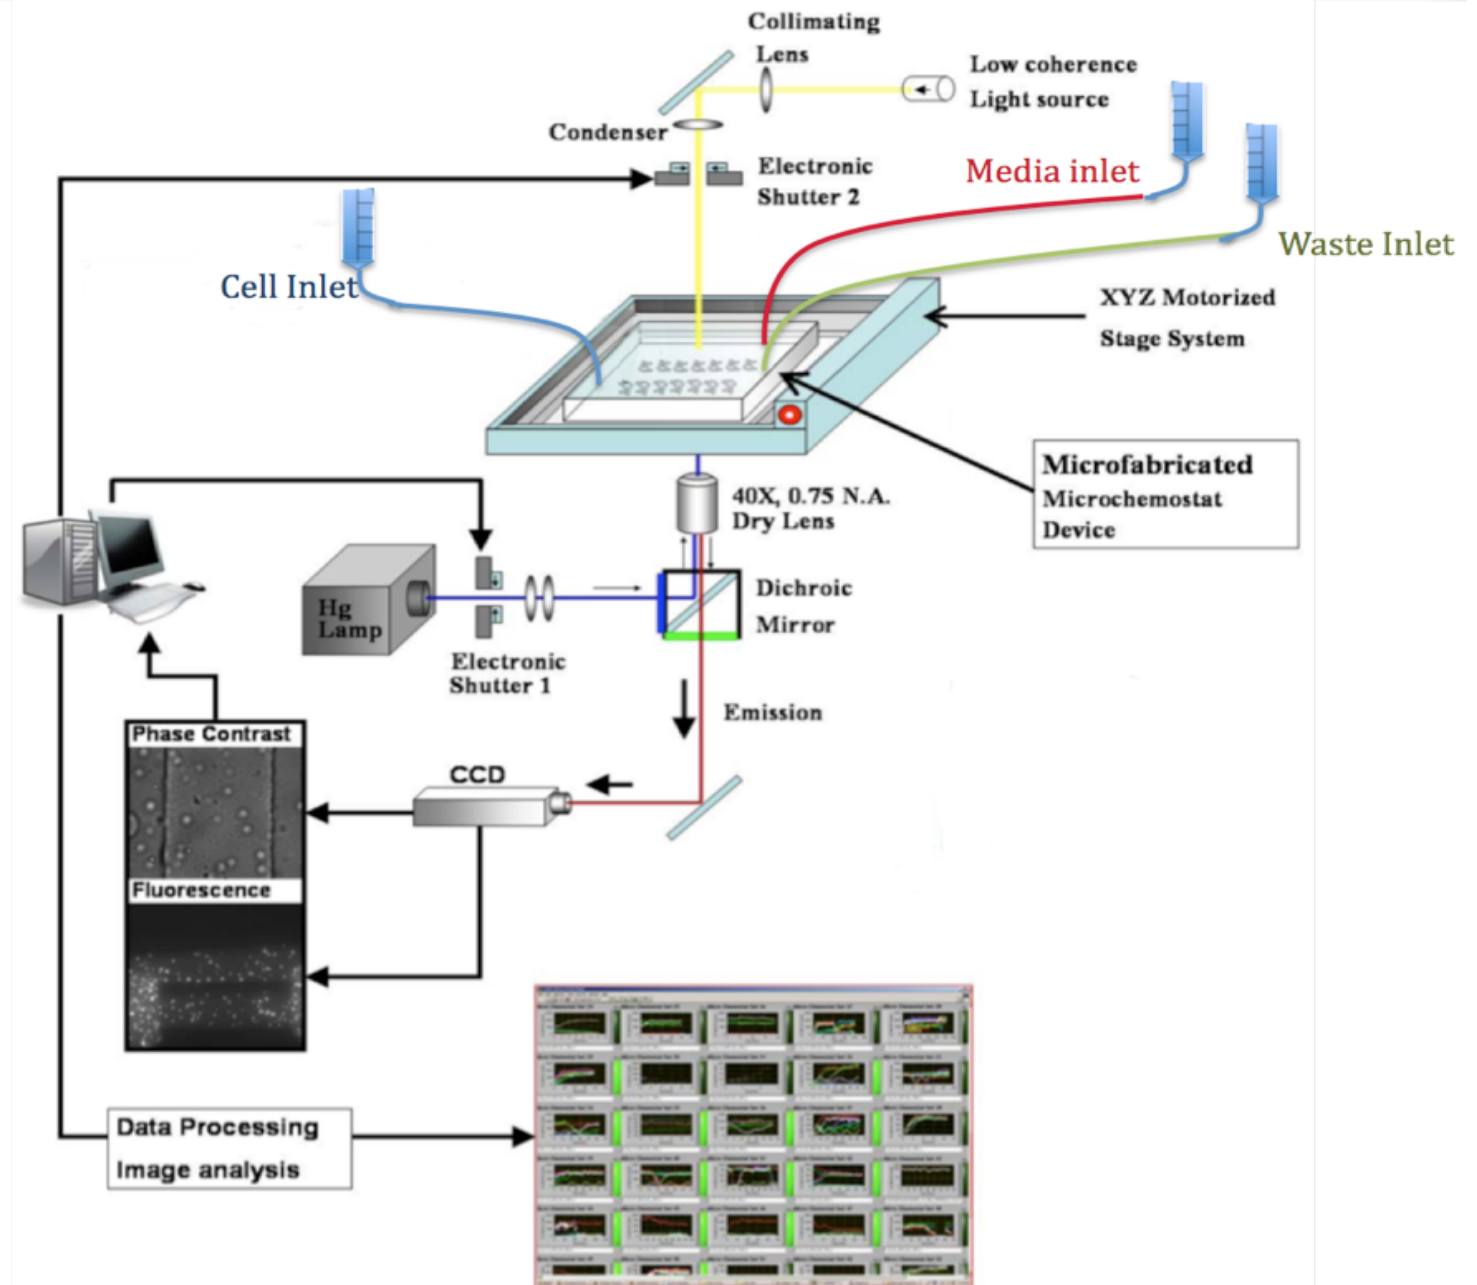 Collimating
Lens
Low coherence
Light source
Condenser
Electronic
Shutter 2
Media inlet
Waste Inlet
Cell Inlet
XYZ Motorized
Stage System
Microfabricated
Microchemostat
Device
40X, 0.75 N.A.
Dry Lens
Hg
Lamp
Dichroic
Mirror
Electronic
Shutter 1
Emission
Phase Contrast
CCD
Fluorescence
Data Processing
Image analysis